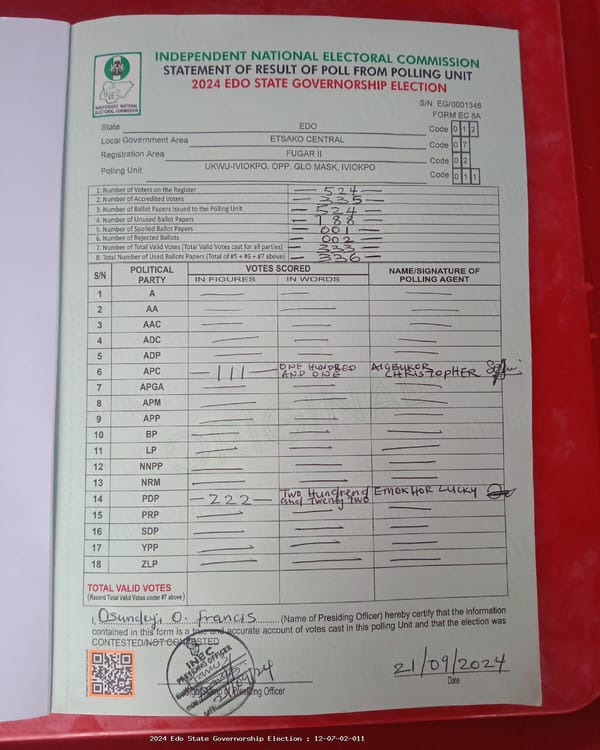 INDEPENDENT NATIONAL ELECTORAL COMMISSION
STATEMENT OF RESULT OF POLL FROM POLLING UNIT
2024 EDO STATE GOVERNORSHIP ELECTION
INEC
INDEPENDENT NATIONAL ELECTORAL COMMISSION
S/N: EG/0001346
FORM EC 8A
State EDO Code 0 1 2
Local Government Area ETSAKO CENTRAL Code 0 7
Registration Area FUGAR II Code 0 2
Polling Unit UKWU-IVIOKPO, OPP. GLO MASK, IVIOKPO Code 0 1 1
1. Number of Voters on the Register — 524 —
2. Number of Accredited Voters — 335 —
3. Number of Ballot Papers Issued to the Polling Unit — 524 —
4. Number of Unused Ballot Papers — 188 —
5. Number of Spoiled Ballot Papers — 001 —
6. Number of Rejected Ballots — 002 —
7. Number of Total Valid Votes (Total Valid Votes cast for all parties) — 333 —
8. Total Number of Used Ballots Papers (Total of #5 + #6 + #7 above) — 336 —
S/N POLITICAL PARTY VOTES SCORED NAME/SIGNATURE OF POLLING AGENT
IN FIGURES IN WORDS
1 A — — —
2 AA — — —
3 AAC — — —
4 ADC — — —
5 ADP — — —
6 APC — 111 — ONE HUNDRED AND ONE AIGBUKOR CHRISTOPHER
7 APGA — — —
8 APM — — —
9 APP — — —
10 BP — — —
11 LP — — —
12 NNPP — — —
13 NRM — — —
14 PDP — 222 — Two Hundrend and Twenty Two EMOKHOR LUCKY
15 PRP — — —
16 SDP — — —
17 YPP — — —
18 ZLP — — —
TOTAL VALID VOTES
(Record Total Valid Votes under #7 above)
I, Osundeji O. Francis (Name of Presiding Officer) hereby certify that the information
contained in this form is a true and accurate account of votes cast in this polling Unit and that the election was
CONTESTED/NOT CONTESTED
INEC
PRESIDING OFFICER
21/09/24
Sign/Stamp of Presiding Officer
21/09/2024
Date
2024 Edo State Governorship Election : 12-07-02-011